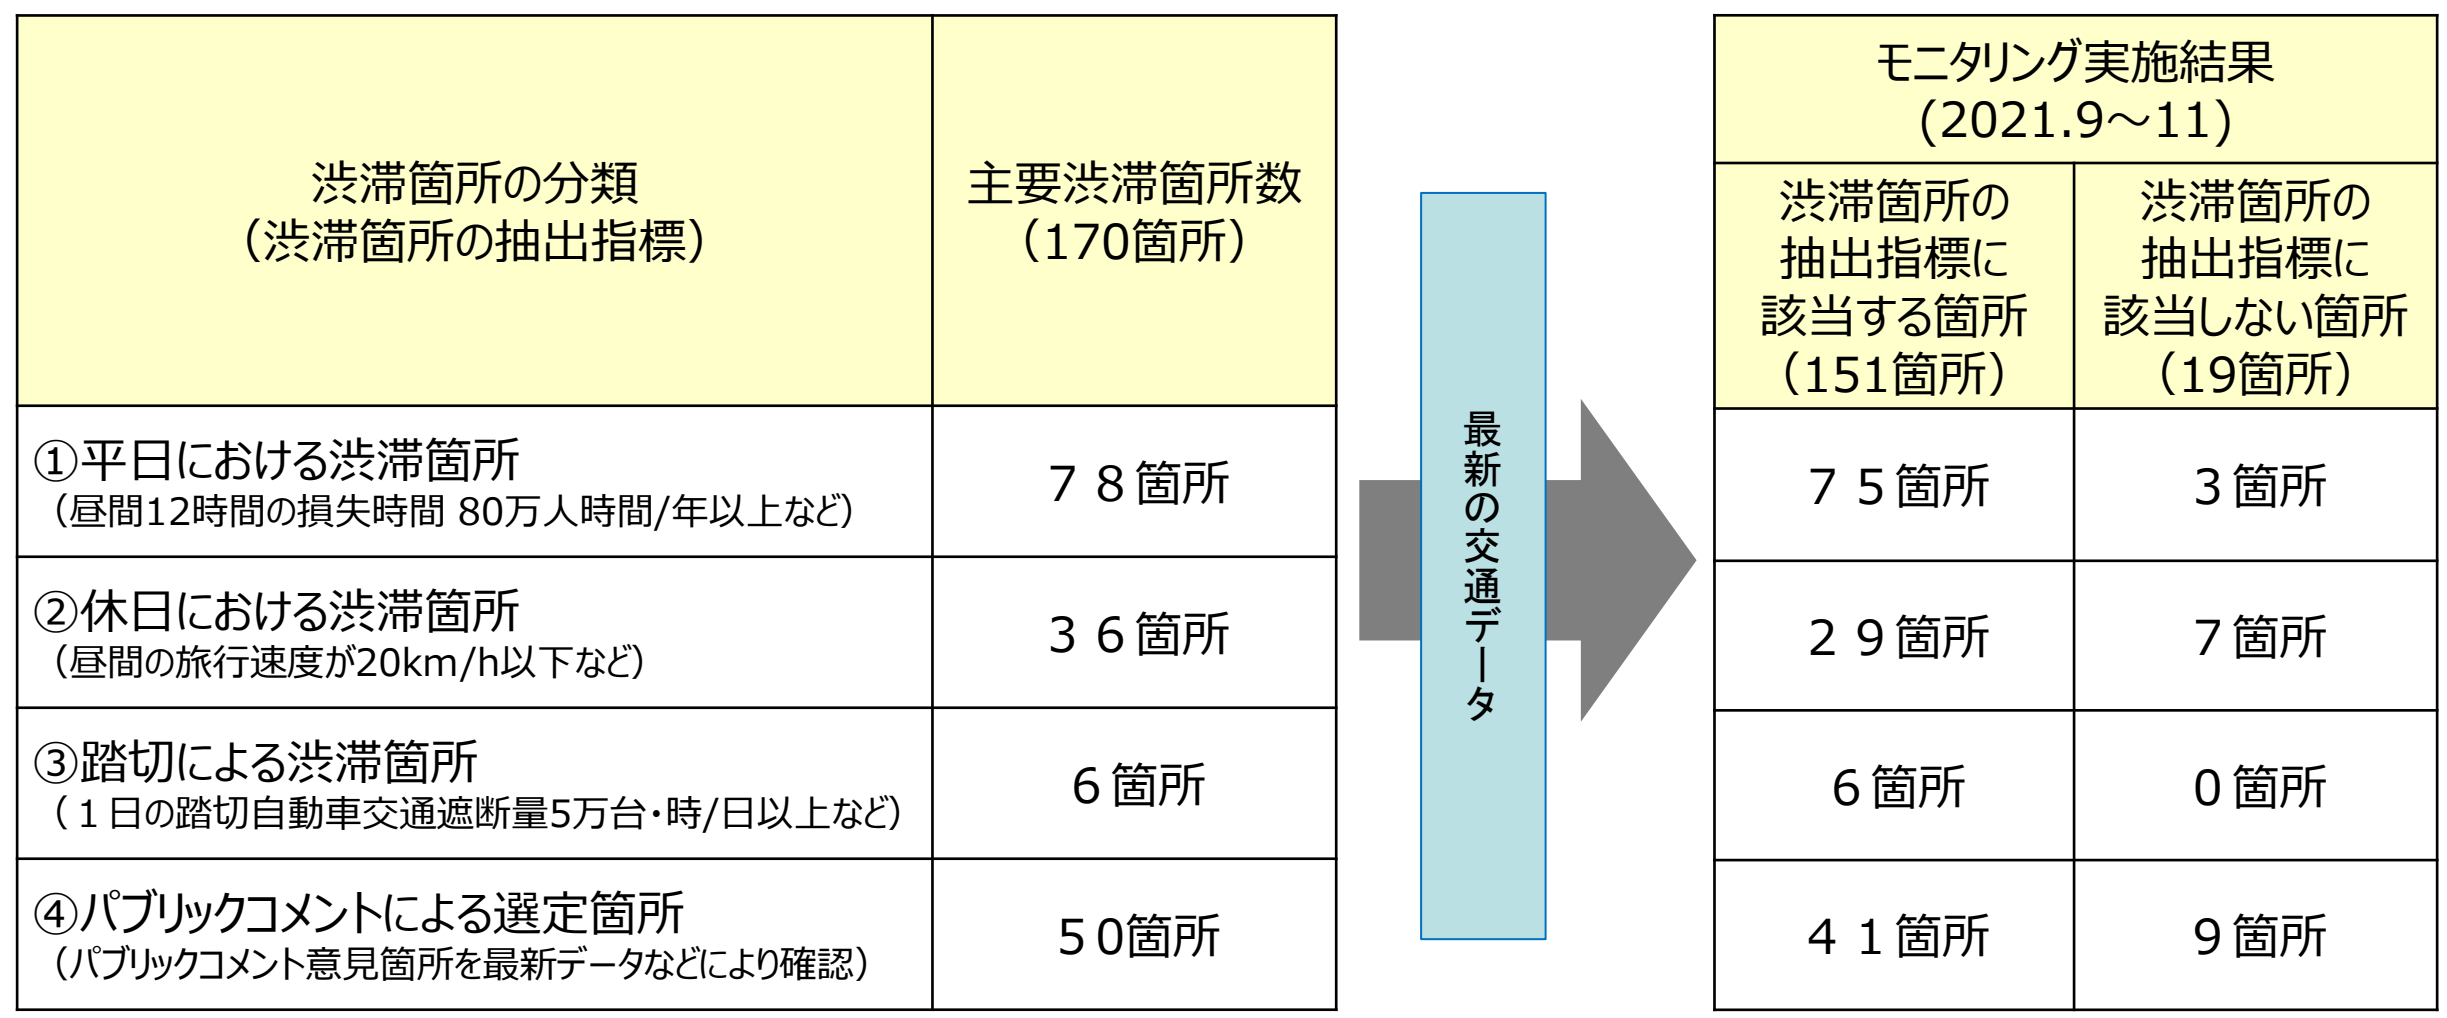 渋滞箇所の分類
（渋滞箇所の抽出指標）
主要渋滞箇所数
（170箇所）
①平日における渋滞箇所
（昼間12時間の損失時間 80万人時間/年以上など）
７８箇所
②休日における渋滞箇所
（昼間の旅行速度が20km/h以下など）
３６箇所
③踏切による渋滞箇所
（１日の踏切自動車交通遮断量5万台・時/日以上など）
６箇所
④パブリックコメントによる選定箇所
（パブリックコメント意見箇所を最新データなどにより確認）
５0箇所
最新の交通データ
モニタリング実施結果
(2021.9～11)
渋滞箇所の
抽出指標に
該当する箇所
（151箇所）
渋滞箇所の
抽出指標に
該当しない箇所
（19箇所）
７５箇所
３箇所
２９箇所
７箇所
６箇所
０箇所
４１箇所
９箇所